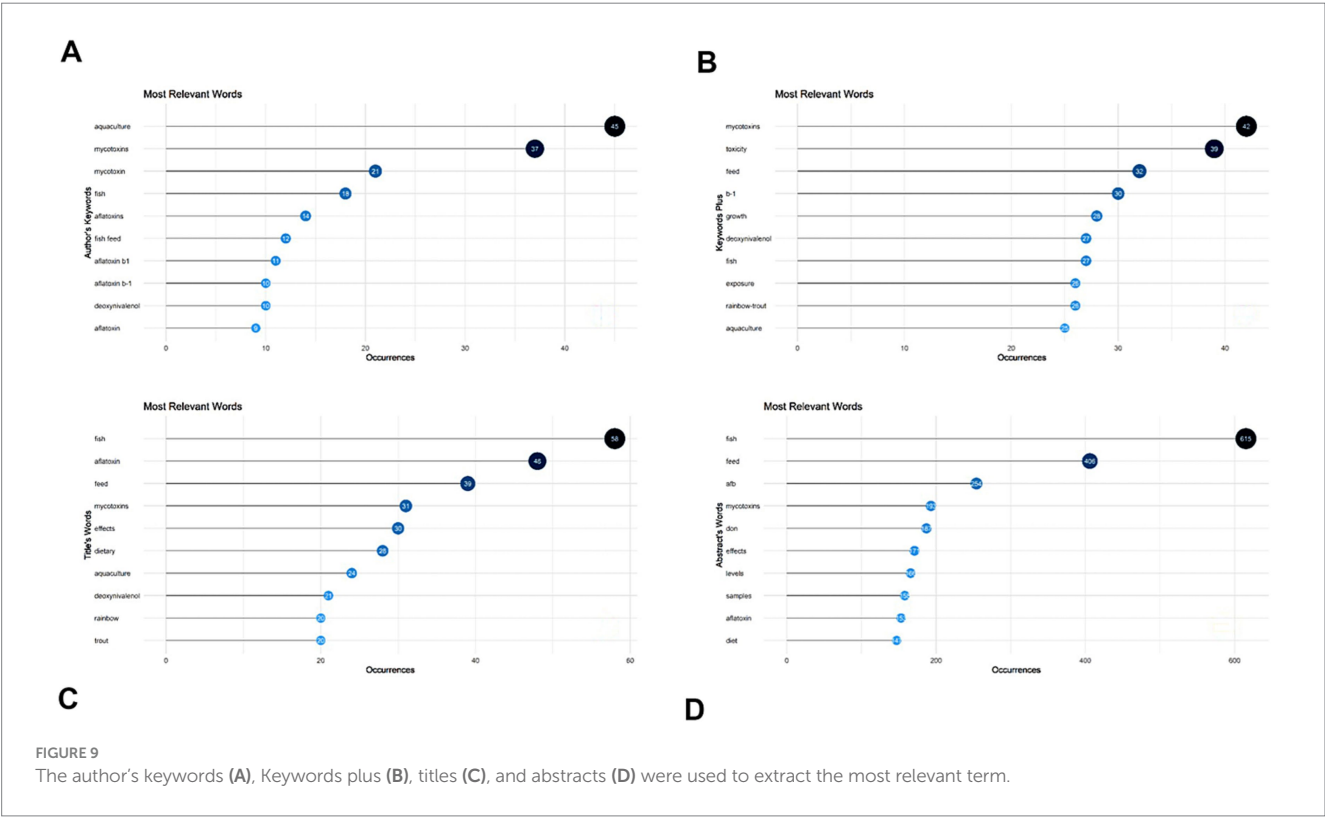 A
Most Relevant Words
Author's Keywords
aquaculture 45
mycotoxins 37
mycotoxin 21
fish 18
aflatoxins 14
fish feed 12
aflatoxin b1 11
aflatoxin b-1 10
deoxynivalenol 10
aflatoxin 9
0 10 20 30 40
Occurrences
B
Most Relevant Words
Keywords Plus
mycotoxins 42
toxicity 39
feed 32
b-1 30
growth 28
deoxynivalenol 27
fish 27
exposure 26
rainbow-trout 26
aquaculture 25
0 10 20 30 40
Occurrences
Most Relevant Words
Title's Words
fish 58
aflatoxin
feed 39
mycotoxins 31
effects 30
dietary 28
aquaculture 24
deoxynivalenol 21
rainbow 20
trout 20
0 20 40 60
Occurrences
C
Most Relevant Words
Abstract's Words
fish 615
feed 406
afb 254
mycotoxins
don
effects
levels
samples
aflatoxin
diet
0 200 400 600
Occurrences
D
FIGURE 9
The author's keywords (A), Keywords plus (B), titles (C), and abstracts (D) were used to extract the most relevant term.